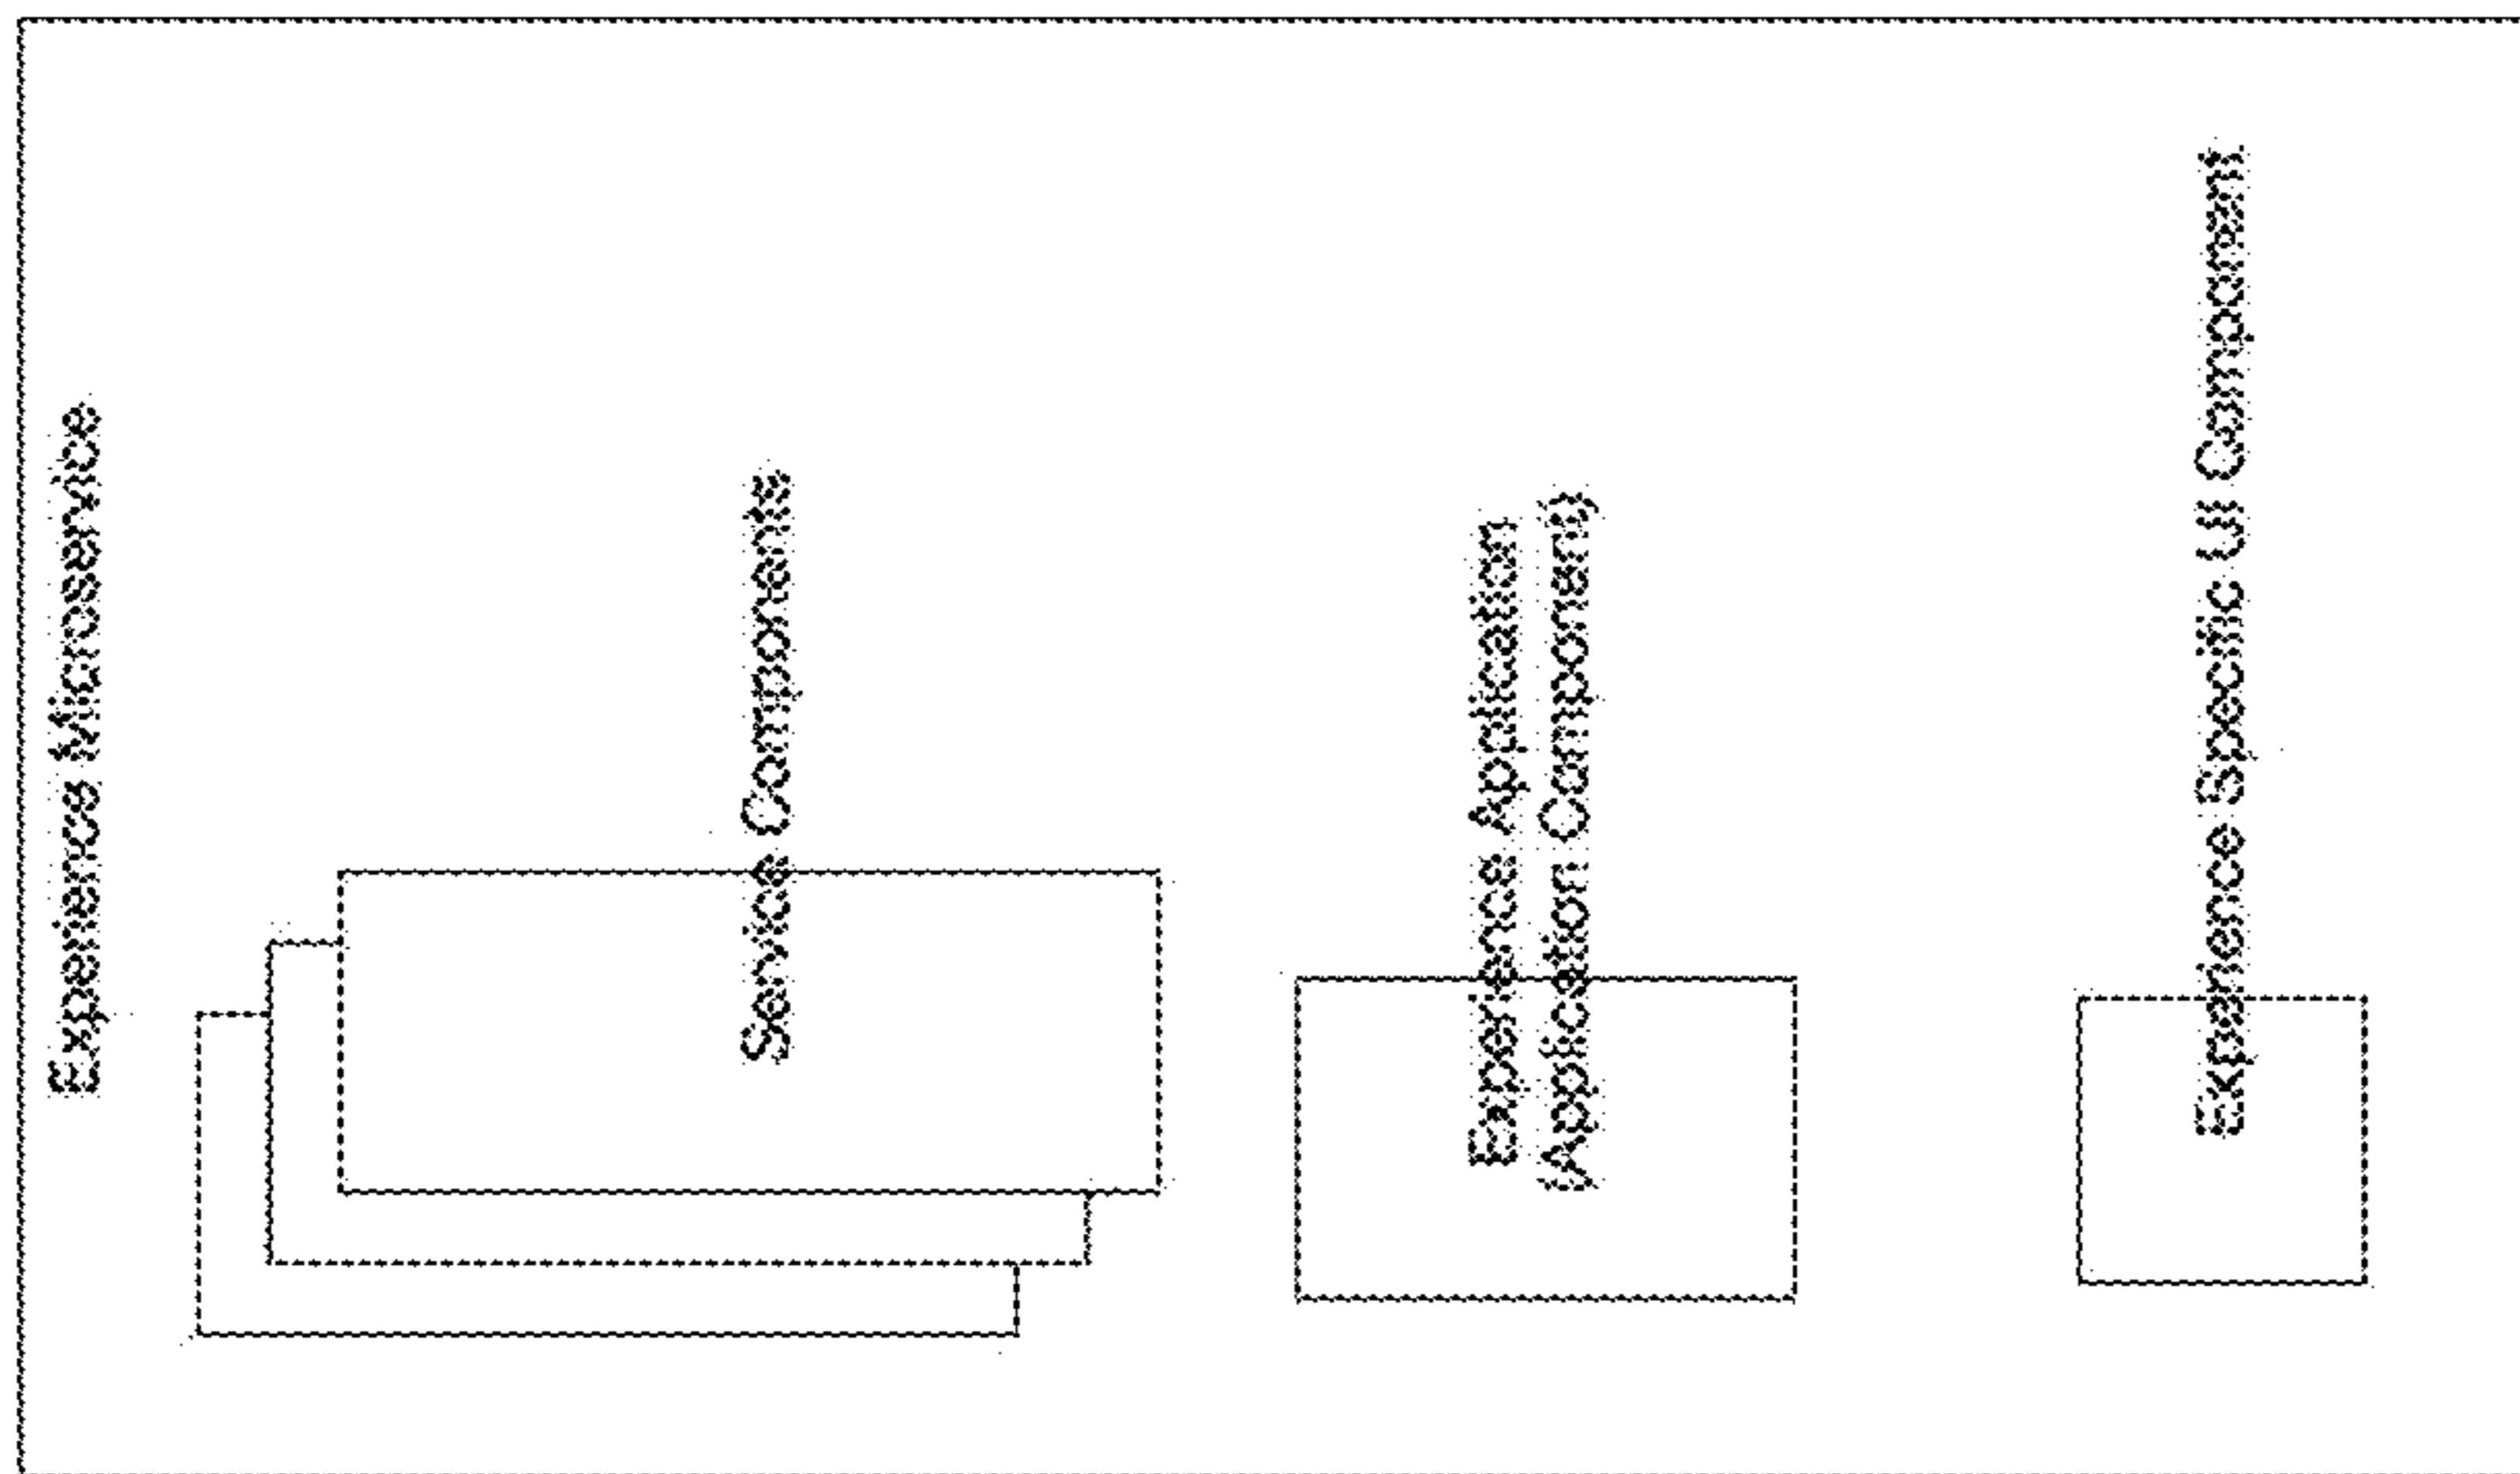 Experience Microservice
Service Components
Experience Application
(Application Component)
Experience Specific UI Component